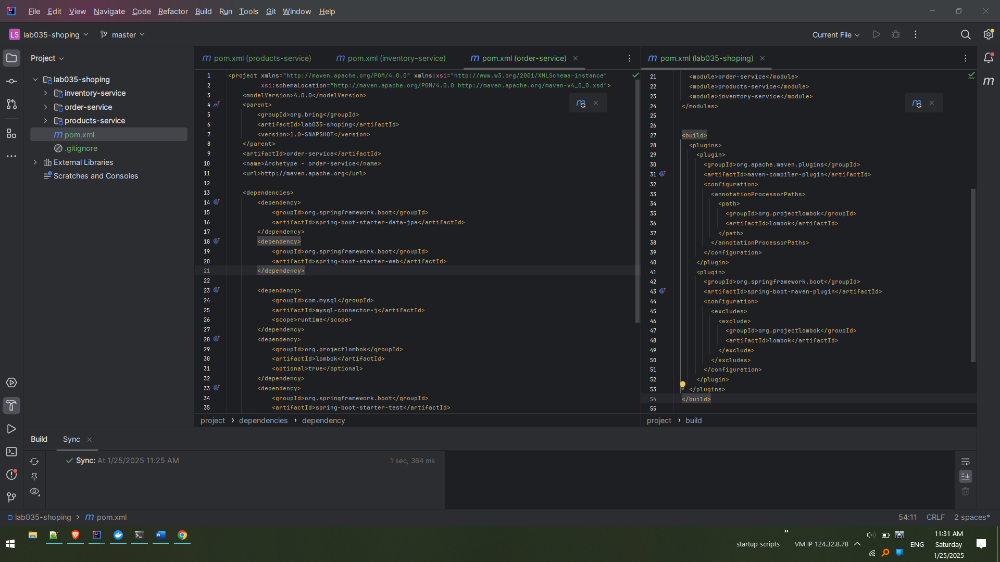 File Edit View Navigate Code Refactor Build Run Tools Git Window Help
LS lab035-shoping master Current File
Project
lab035-shoping
inventory-service
order-service
products-service
pom.xml
.gitignore
External Libraries
Scratches and Consoles
pom.xml (products-service) pom.xml (inventory-service) pom.xml (order-service)
1 <project xmlns="http://maven.apache.org/POM/4.0.0" xmlns:xsi="http://www.w3.org/2001/XMLSchema-instance"
2 xsi:schemaLocation="http://maven.apache.org/POM/4.0.0 http://maven.apache.org/maven-v4_0_0.xsd">
3 <modelVersion>4.0.0</modelVersion>
4 <parent>
5 <groupId>org.bring</groupId>
6 <artifactId>lab035-shoping</artifactId>
7 <version>1.0-SNAPSHOT</version>
8 </parent>
9 <artifactId>order-service</artifactId>
10 <name>Archetype - order-service</name>
11 <url>http://maven.apache.org</url>
12
13 <dependencies>
14 <dependency>
15 <groupId>org.springframework.boot</groupId>
16 <artifactId>spring-boot-starter-data-jpa</artifactId>
17 </dependency>
18 <dependency>
19 <groupId>org.springframework.boot</groupId>
20 <artifactId>spring-boot-starter-web</artifactId>
21 </dependency>
22
23 <dependency>
24 <groupId>com.mysql</groupId>
25 <artifactId>mysql-connector-j</artifactId>
26 <scope>runtime</scope>
27 </dependency>
28 <dependency>
29 <groupId>org.projectlombok</groupId>
30 <artifactId>lombok</artifactId>
31 <optional>true</optional>
32 </dependency>
33 <dependency>
34 <groupId>org.springframework.boot</groupId>
35 <artifactId>spring-boot-starter-test</artifactId>
project › dependencies › dependency
pom.xml (lab035-shoping)
21 <module>order-service</module>
22 <module>products-service</module>
23 <module>inventory-service</module>
24 </modules>
25
26
27 <build>
28 <plugins>
29 <plugin>
30 <groupId>org.apache.maven.plugins</groupId>
31 <artifactId>maven-compiler-plugin</artifactId>
32 <configuration>
33 <annotationProcessorPaths>
34 <path>
35 <groupId>org.projectlombok</groupId>
36 <artifactId>lombok</artifactId>
37 </path>
38 </annotationProcessorPaths>
39 </configuration>
40 </plugin>
41 <plugin>
42 <groupId>org.springframework.boot</groupId>
43 <artifactId>spring-boot-maven-plugin</artifactId>
44 <configuration>
45 <excludes>
46 <exclude>
47 <groupId>org.projectlombok</groupId>
48 <artifactId>lombok</artifactId>
49 </exclude>
50 </excludes>
51 </configuration>
52 </plugin>
53 </plugins>
54 </build>
55
project › build
Build Sync
Sync: At 1/25/2025 11:25 AM 1 sec, 364 ms
lab035-shoping › pom.xml 54:11 CRLF 2 spaces*
startup scripts » VM IP 124.32.8.78 ENG
11:31 AM
Saturday
1/25/2025